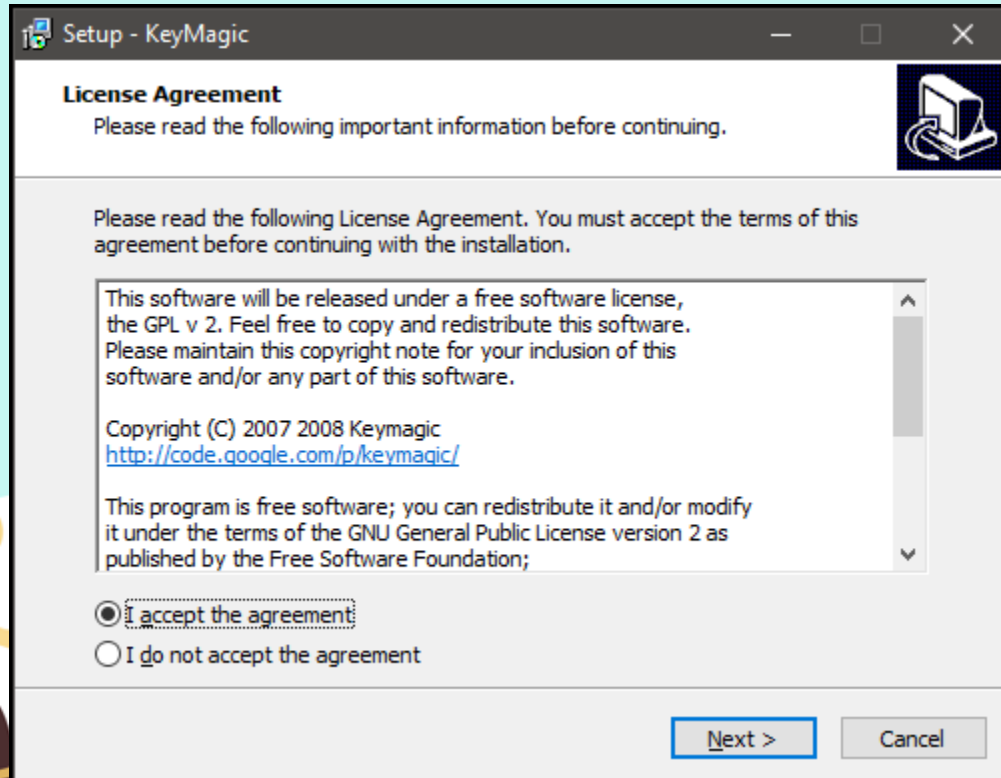 Setup - KeyMagic
License Agreement
Please read the following important information before continuing.
Please read the following License Agreement. You must accept the terms of this
agreement before continuing with the installation.
This software will be released under a free software license,
the GPL v 2. Feel free to copy and redistribute this software.
Please maintain this copyright note for your inclusion of this
software and/or any part of this software.
Copyright (C) 2007 2008 Keymagic
http://code.google.com/p/keymagic/
This program is free software; you can redistribute it and/or modify
it under the terms of the GNU General Public License version 2 as
published by the Free Software Foundation;
I accept the agreement
I do not accept the agreement
Next >
Cancel